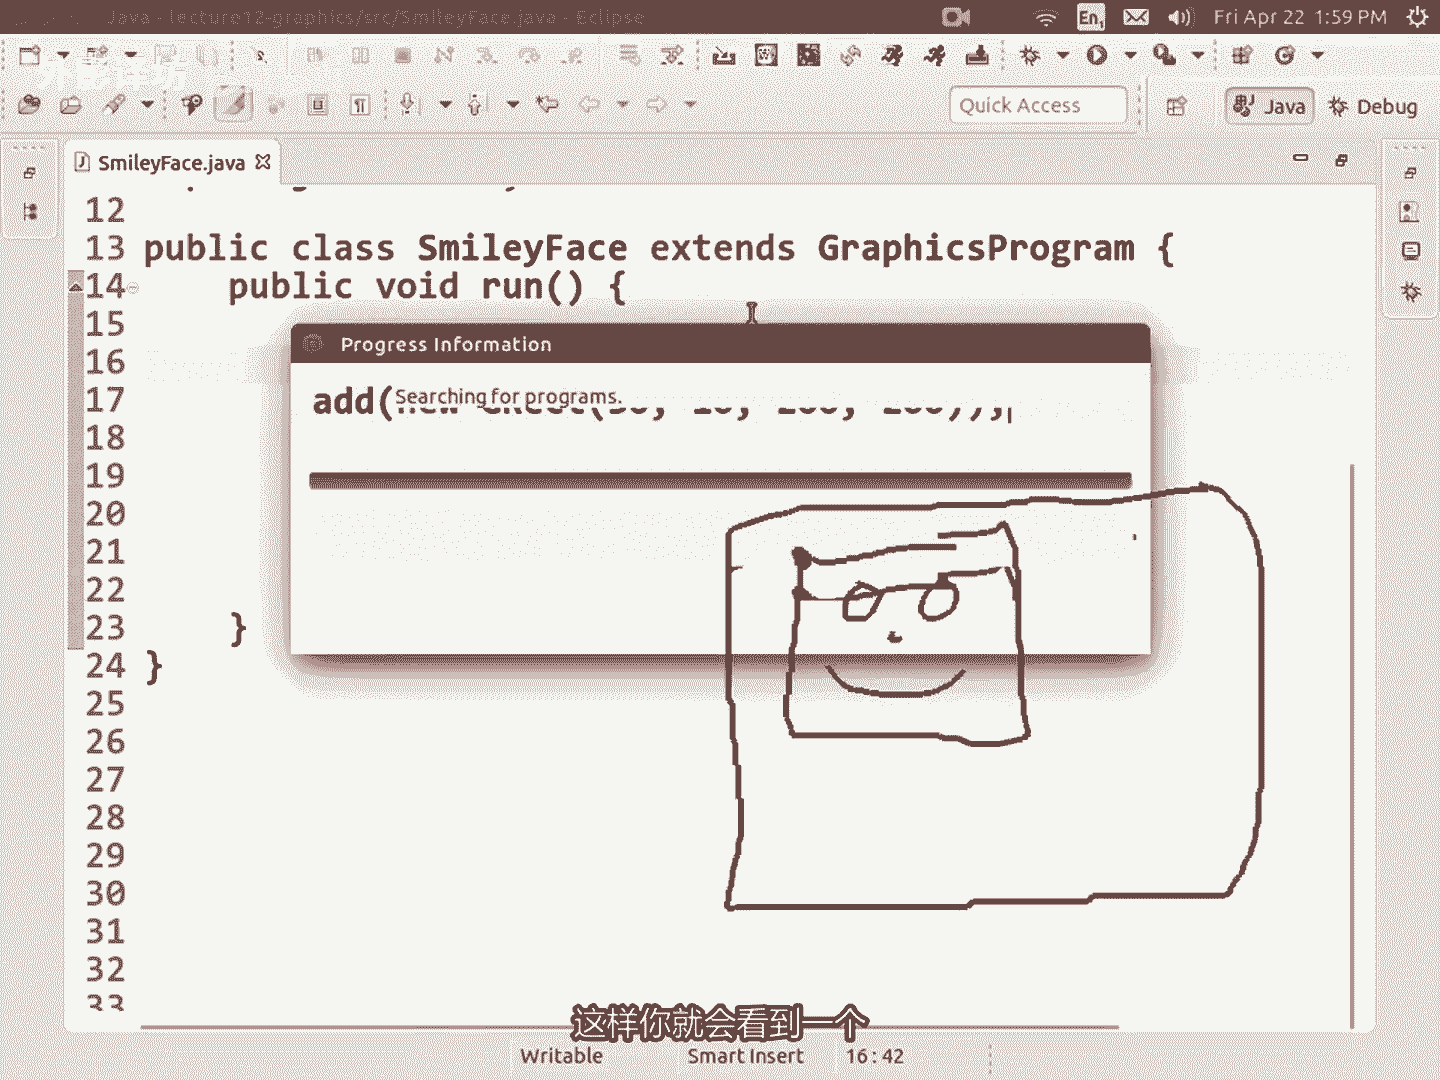 Java - lecture12-graphics/src/SmileyFace.java - Eclipse
En
Fri Apr 22 1:59 PM
Quick Access
Java
Debug
SmileyFace.java
12
13 public class SmileyFace extends GraphicsProgram {
14 public void run() {
15
16
Progress Information
17
add(
Searching for programs.
18
19
20
21
22
23 }
24 }
25
26
27
28
29
30
31
32
33
这样你就会看到一个
Writable
Smart Insert
16 : 42